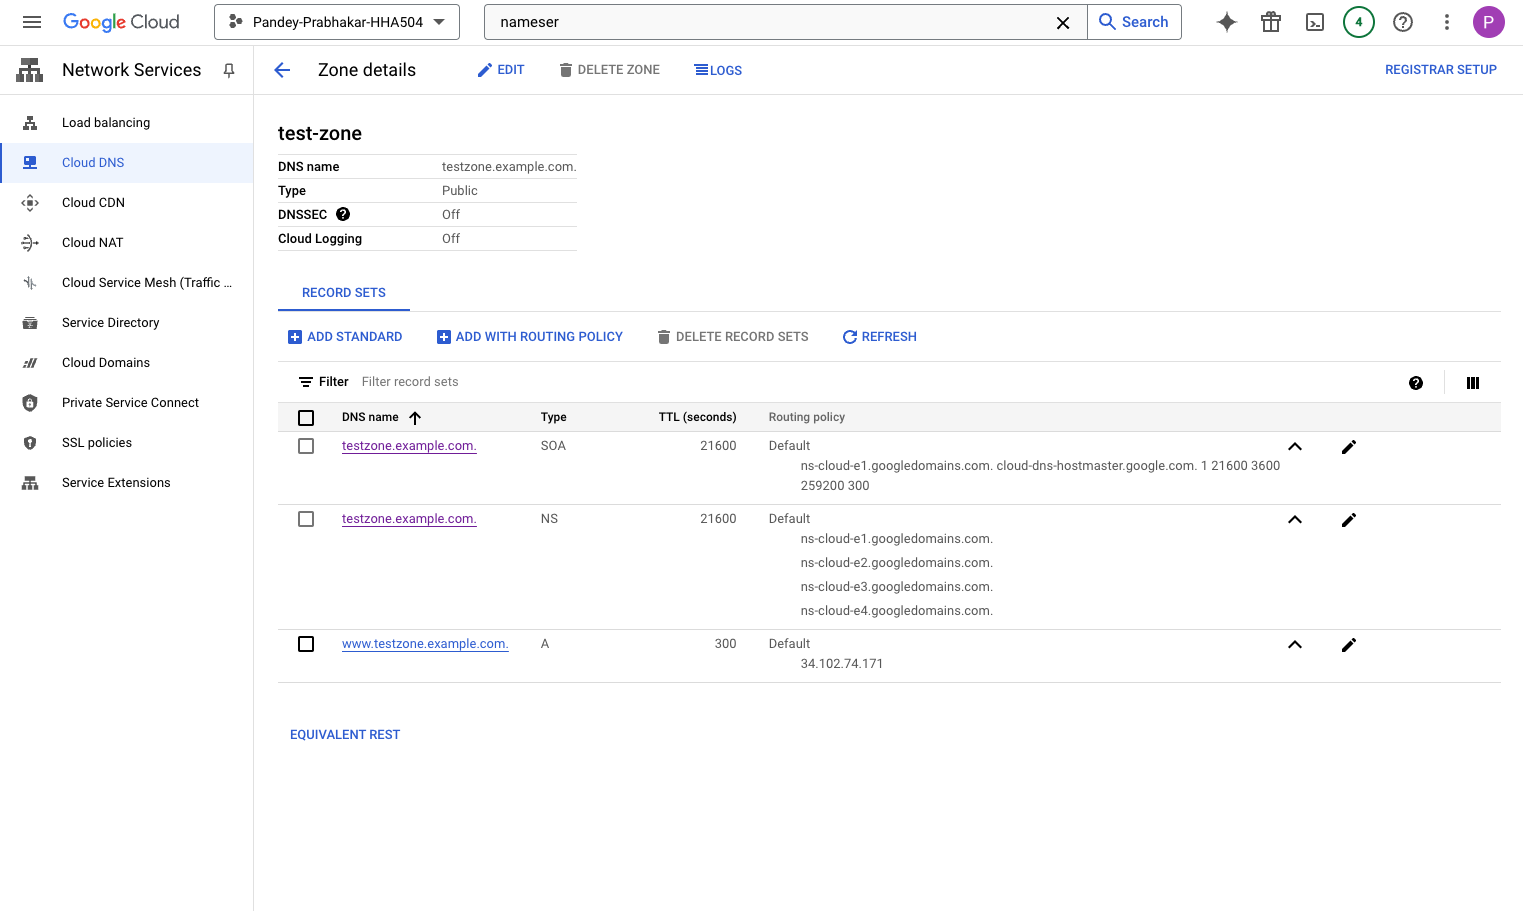 Google Cloud
Pandey-Prabhakar-HHA504
nameser
Search
4
P
Network Services
Zone details
EDIT
DELETE ZONE
LOGS
REGISTRAR SETUP
Load balancing
Cloud DNS
Cloud CDN
Cloud NAT
Cloud Service Mesh (Traffic ...
Service Directory
Cloud Domains
Private Service Connect
SSL policies
Service Extensions
test-zone
DNS name testzone.example.com.
Type Public
DNSSEC Off
Cloud Logging Off
RECORD SETS
ADD STANDARD
ADD WITH ROUTING POLICY
DELETE RECORD SETS
REFRESH
Filter Filter record sets
DNS name Type TTL (seconds) Routing policy
testzone.example.com. SOA 21600 Default
ns-cloud-e1.googledomains.com. cloud-dns-hostmaster.google.com. 1 21600 3600
259200 300
testzone.example.com. NS 21600 Default
ns-cloud-e1.googledomains.com.
ns-cloud-e2.googledomains.com.
ns-cloud-e3.googledomains.com.
ns-cloud-e4.googledomains.com.
www.testzone.example.com. A 300 Default
34.102.74.171
EQUIVALENT REST